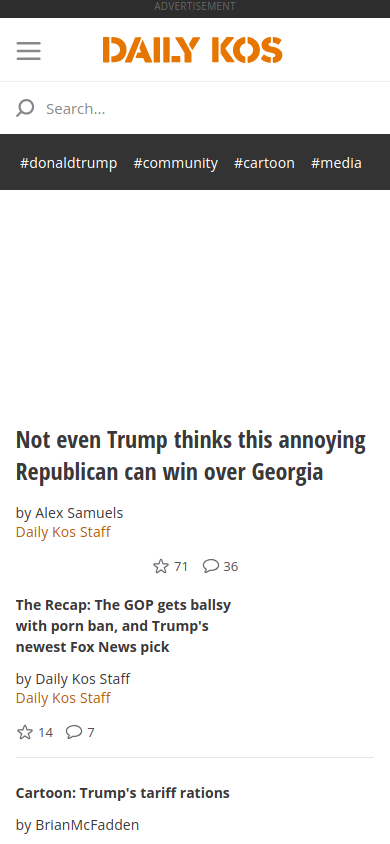 ADVERTISEMENT
DAILY KOS
Search...
#donaldtrump #community #cartoon #media
Not even Trump thinks this annoying
Republican can win over Georgia
by Alex Samuels
Daily Kos Staff
71 36
The Recap: The GOP gets ballsy
with porn ban, and Trump's
newest Fox News pick
by Daily Kos Staff
Daily Kos Staff
14 7
Cartoon: Trump's tariff rations
by BrianMcFadden